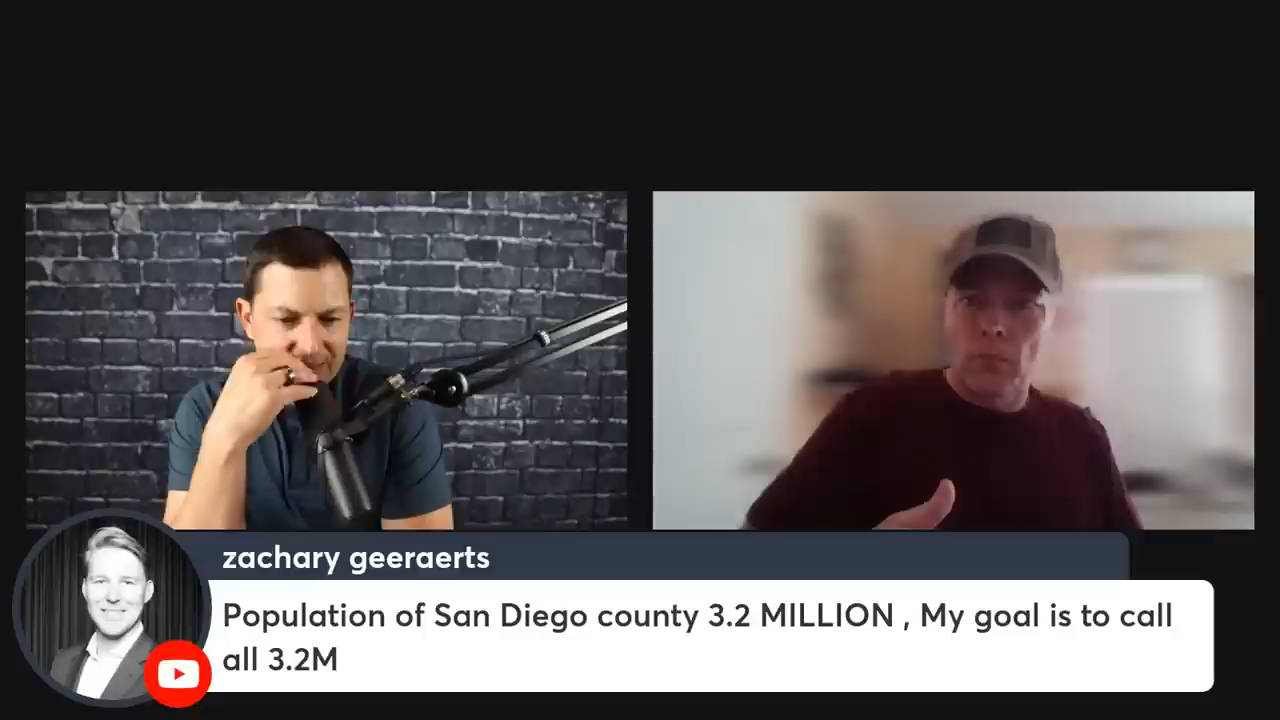 zachary geeraerts
Population of San Diego county 3.2 MILLION , My goal is to call
all 3.2M